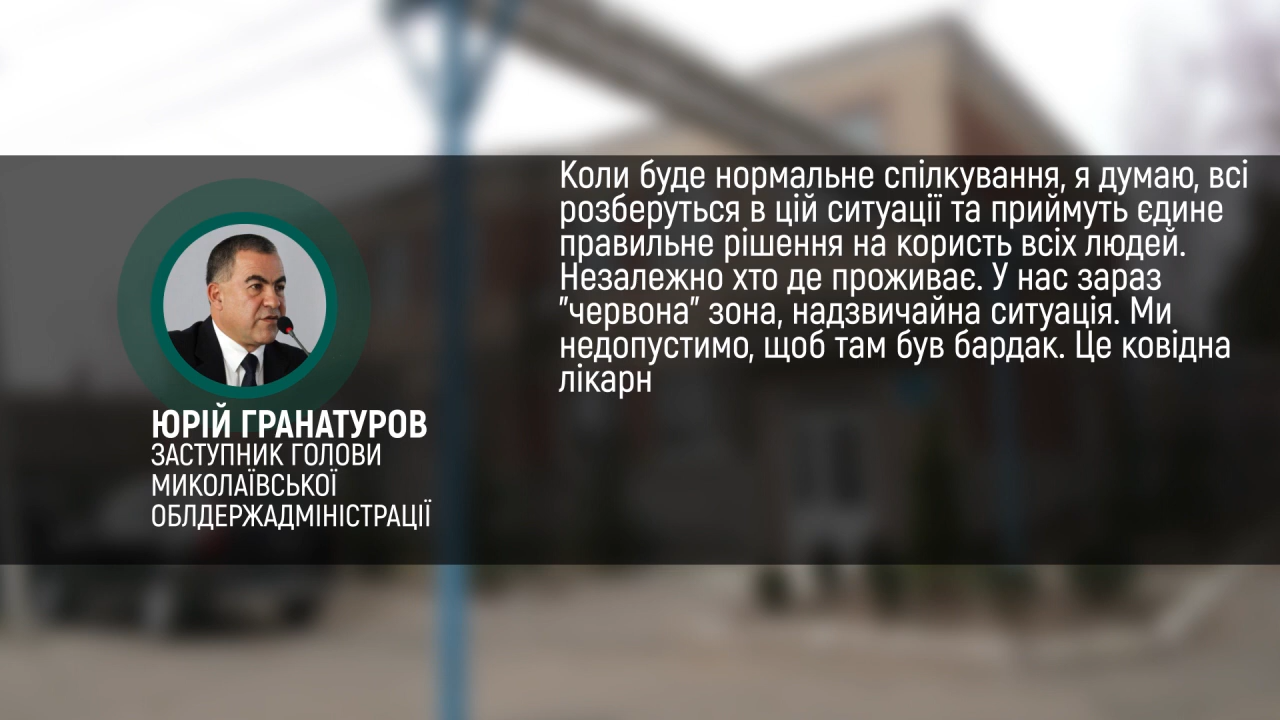 Коли буде нормальне спілкування, я думаю, всі
розберуться в цій ситуації та приймуть єдине
правильне рішення на користь всіх людей.
Незалежно хто де проживає. У нас зараз
"червона" зона, надзвичайна ситуація. Ми
недопустимо, щоб там був бардак. Це ковідна
лікарн
ЮРІЙ ГРАНАТУРОВ
ЗАСТУПНИК ГОЛОВИ
МИКОЛАЇВСЬКОЇ
ОБЛДЕРЖАДМІНІСТРАЦІЇ